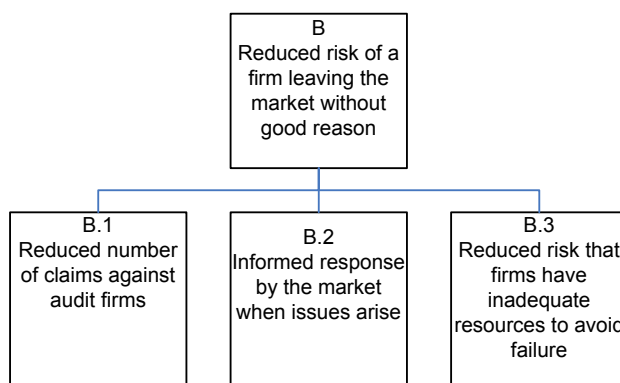 B
Reduced risk of a
firm leaving the
market without
good reason
B.1
Reduced number
of claims against
audit firms
B.2
Informed response
by the market
when issues arise
B.3
Reduced risk that
firms have
inadequate
resources to avoid
failure